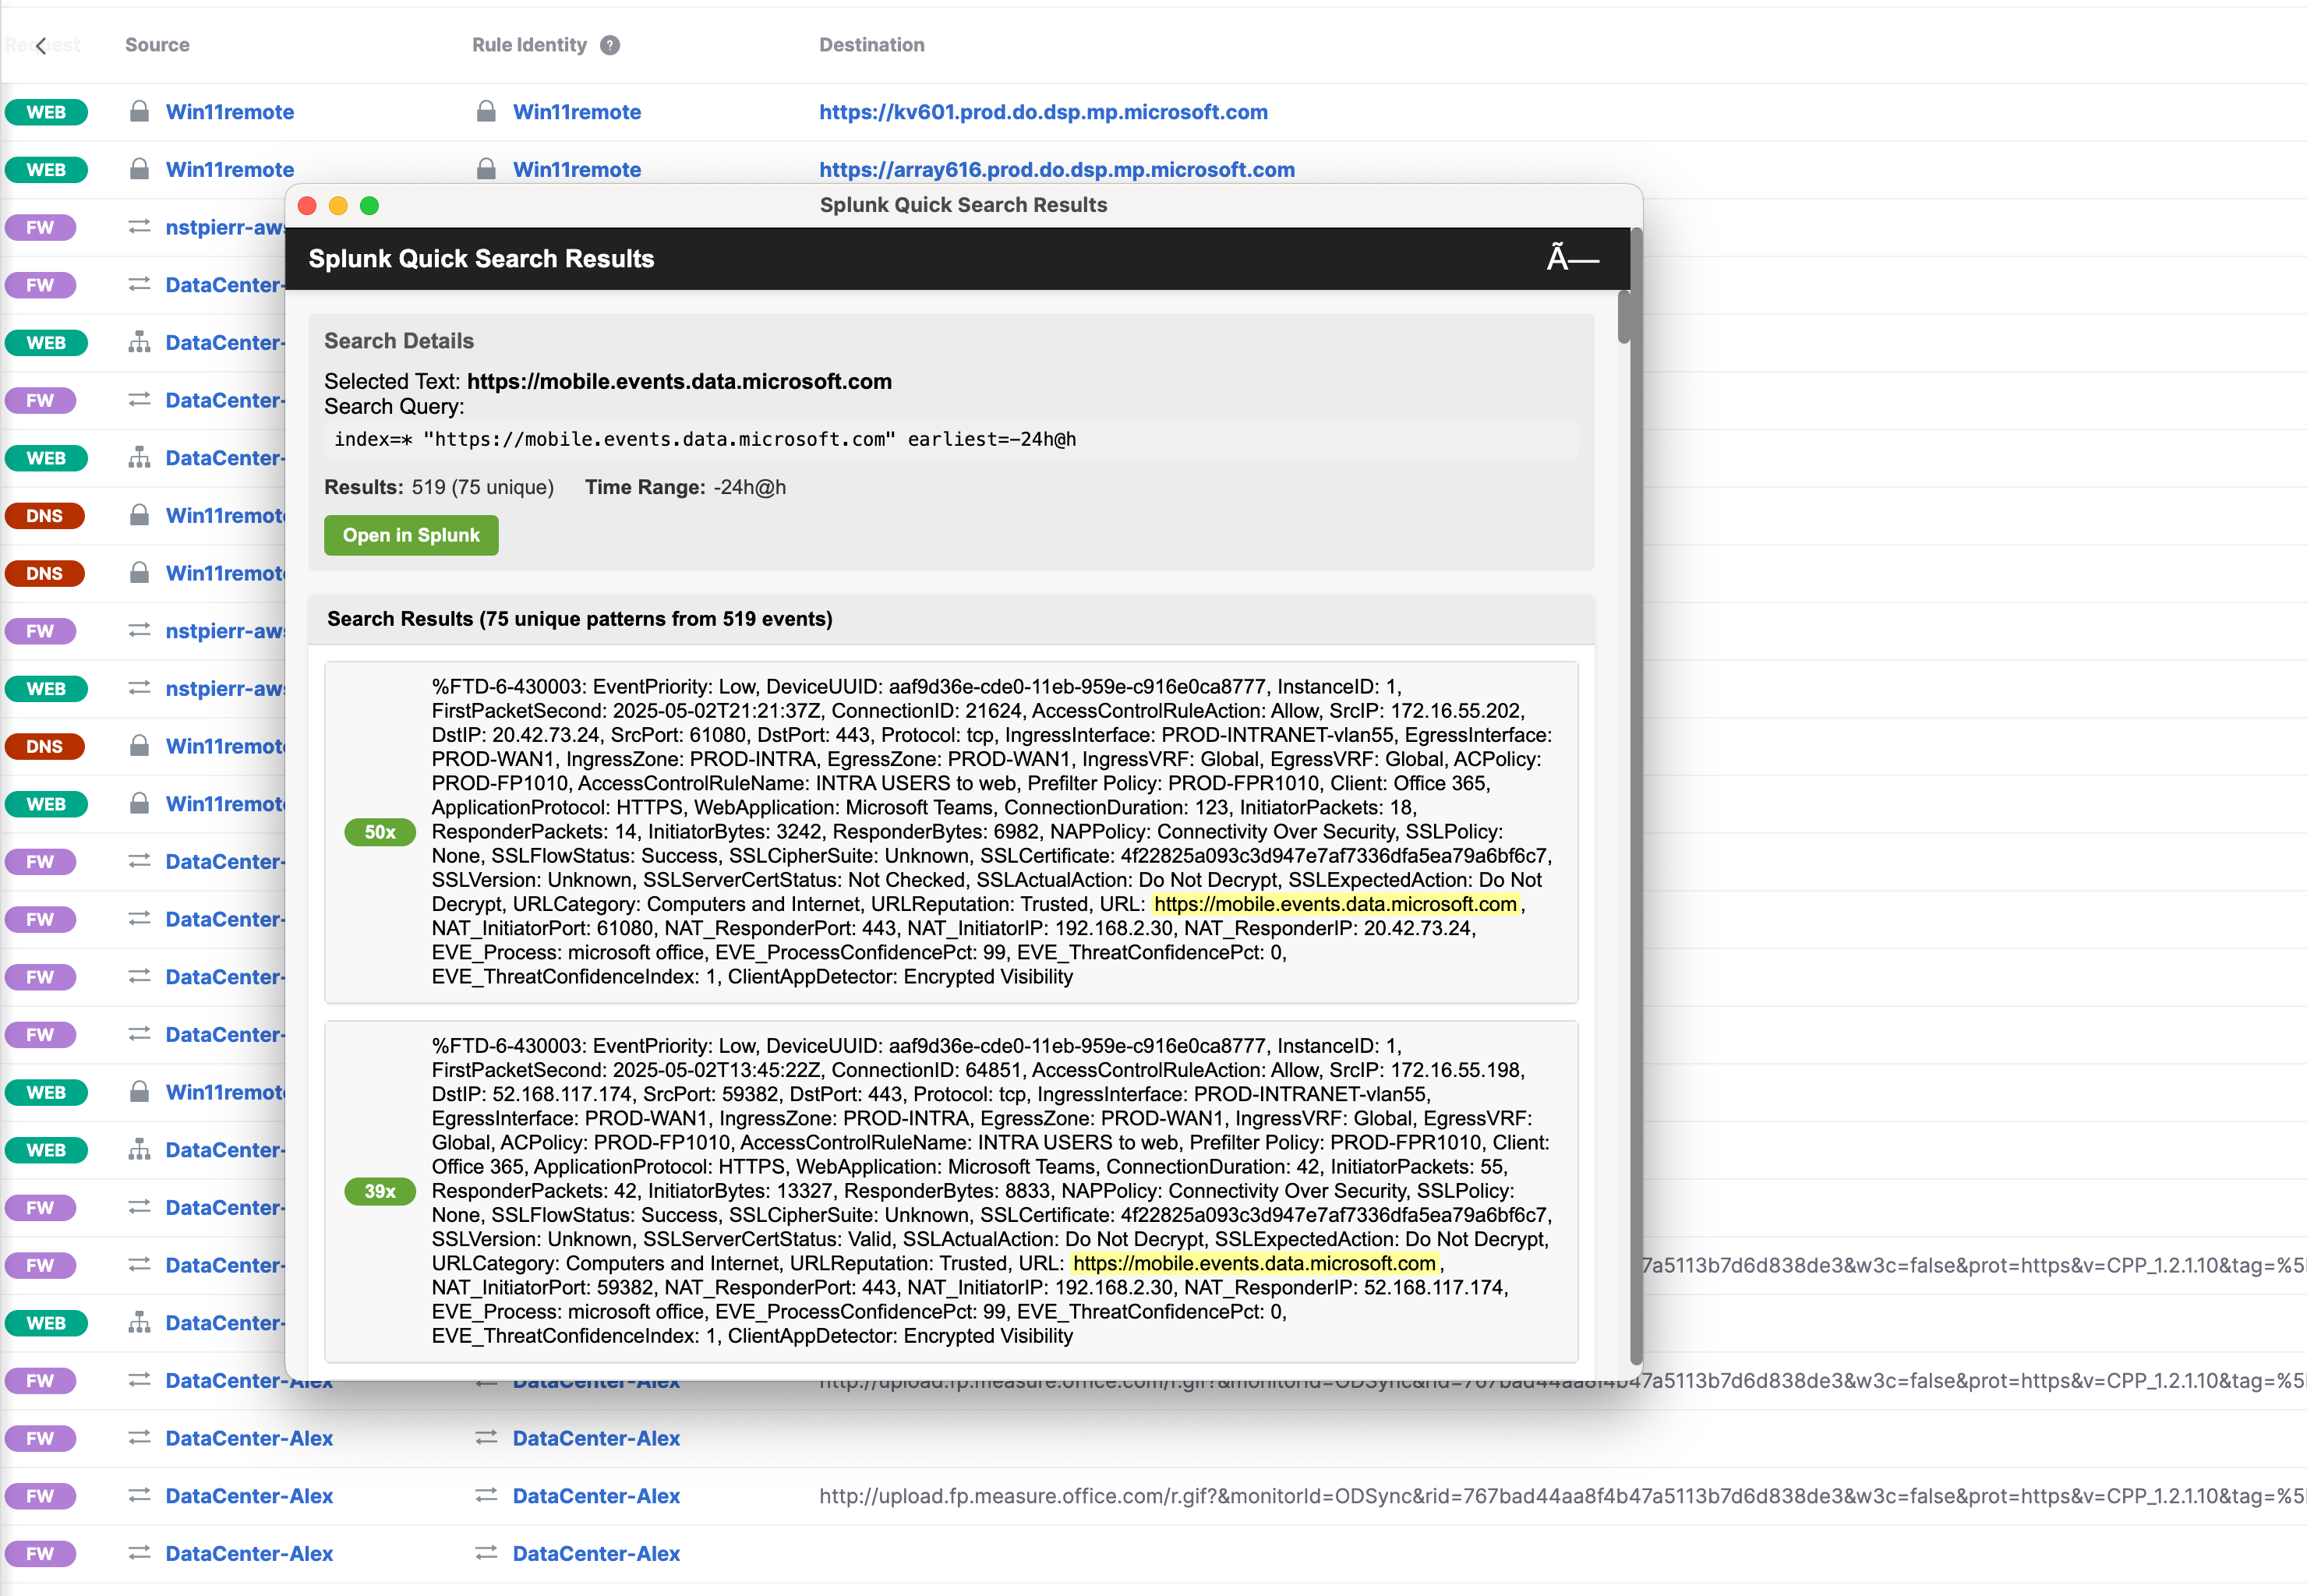 Request Source Rule Identity ? Destination
WEB Win11remote Win11remote https://kv601.prod.do.dsp.mp.microsoft.com
WEB Win11remote Win11remote https://array616.prod.do.dsp.mp.microsoft.com
Splunk Quick Search Results
FW nstpierr-aws
Splunk Quick Search Results Ã—
FW DataCenter-
Search Details
WEB DataCenter-
Selected Text: https://mobile.events.data.microsoft.com
FW DataCenter-
Search Query:
index=* "https://mobile.events.data.microsoft.com" earliest=-24h@h
WEB DataCenter-
Results: 519 (75 unique) Time Range: -24h@h
DNS Win11remote
Open in Splunk
DNS Win11remote
Search Results (75 unique patterns from 519 events)
FW nstpierr-aws
WEB nstpierr-aws
DNS Win11remote
WEB Win11remote
FW DataCenter-
FW DataCenter-
FW DataCenter-
50x
%FTD-6-430003: EventPriority: Low, DeviceUUID: aaf9d36e-cde0-11eb-959e-c916e0ca8777, InstanceID: 1,
FirstPacketSecond: 2025-05-02T21:21:37Z, ConnectionID: 21624, AccessControlRuleAction: Allow, SrcIP: 172.16.55.202,
DstIP: 20.42.73.24, SrcPort: 61080, DstPort: 443, Protocol: tcp, IngressInterface: PROD-INTRANET-vlan55, EgressInterface:
PROD-WAN1, IngressZone: PROD-INTRA, EgressZone: PROD-WAN1, IngressVRF: Global, EgressVRF: Global, ACPolicy:
PROD-FP1010, AccessControlRuleName: INTRA USERS to web, Prefilter Policy: PROD-FPR1010, Client: Office 365,
ApplicationProtocol: HTTPS, WebApplication: Microsoft Teams, ConnectionDuration: 123, InitiatorPackets: 18,
ResponderPackets: 14, InitiatorBytes: 3242, ResponderBytes: 6982, NAPPolicy: Connectivity Over Security, SSLPolicy:
None, SSLFlowStatus: Success, SSLCipherSuite: Unknown, SSLCertificate: 4f22825a093c3d947e7af7336dfa5ea79a6bf6c7,
SSLVersion: Unknown, SSLServerCertStatus: Not Checked, SSLActualAction: Do Not Decrypt, SSLExpectedAction: Do Not
Decrypt, URLCategory: Computers and Internet, URLReputation: Trusted, URL: https://mobile.events.data.microsoft.com,
NAT_InitiatorPort: 61080, NAT_ResponderPort: 443, NAT_InitiatorIP: 192.168.2.30, NAT_ResponderIP: 20.42.73.24,
EVE_Process: microsoft office, EVE_ProcessConfidencePct: 99, EVE_ThreatConfidencePct: 0,
EVE_ThreatConfidenceIndex: 1, ClientAppDetector: Encrypted Visibility
FW DataCenter-
WEB Win11remote
WEB DataCenter-
FW DataCenter-
FW DataCenter-
WEB DataCenter-
39x
%FTD-6-430003: EventPriority: Low, DeviceUUID: aaf9d36e-cde0-11eb-959e-c916e0ca8777, InstanceID: 1,
FirstPacketSecond: 2025-05-02T13:45:22Z, ConnectionID: 64851, AccessControlRuleAction: Allow, SrcIP: 172.16.55.198,
DstIP: 52.168.117.174, SrcPort: 59382, DstPort: 443, Protocol: tcp, IngressInterface: PROD-INTRANET-vlan55,
EgressInterface: PROD-WAN1, IngressZone: PROD-INTRA, EgressZone: PROD-WAN1, IngressVRF: Global, EgressVRF:
Global, ACPolicy: PROD-FP1010, AccessControlRuleName: INTRA USERS to web, Prefilter Policy: PROD-FPR1010, Client:
Office 365, ApplicationProtocol: HTTPS, WebApplication: Microsoft Teams, ConnectionDuration: 42, InitiatorPackets: 55,
ResponderPackets: 42, InitiatorBytes: 13327, ResponderBytes: 8833, NAPPolicy: Connectivity Over Security, SSLPolicy:
None, SSLFlowStatus: Success, SSLCipherSuite: Unknown, SSLCertificate: 4f22825a093c3d947e7af7336dfa5ea79a6bf6c7,
SSLVersion: Unknown, SSLServerCertStatus: Valid, SSLActualAction: Do Not Decrypt, SSLExpectedAction: Do Not Decrypt,
URLCategory: Computers and Internet, URLReputation: Trusted, URL: https://mobile.events.data.microsoft.com,
NAT_InitiatorPort: 59382, NAT_ResponderPort: 443, NAT_InitiatorIP: 192.168.2.30, NAT_ResponderIP: 52.168.117.174,
EVE_Process: microsoft office, EVE_ProcessConfidencePct: 99, EVE_ThreatConfidencePct: 0,
EVE_ThreatConfidenceIndex: 1, ClientAppDetector: Encrypted Visibility
7a5113b7d6d838de3&w3c=false&prot=https&v=CPP_1.2.1.10&tag=%5
FW DataCenter-Alex DataCenter-Alex http://upload.fp.measure.office.com/r.gif?&monitorId=ODSync&rid=767bad44aa8f4b47a5113b7d6d838de3&w3c=false&prot=https&v=CPP_1.2.1.10&tag=%5
FW DataCenter-Alex DataCenter-Alex
FW DataCenter-Alex DataCenter-Alex http://upload.fp.measure.office.com/r.gif?&monitorId=ODSync&rid=767bad44aa8f4b47a5113b7d6d838de3&w3c=false&prot=https&v=CPP_1.2.1.10&tag=%5
FW DataCenter-Alex DataCenter-Alex